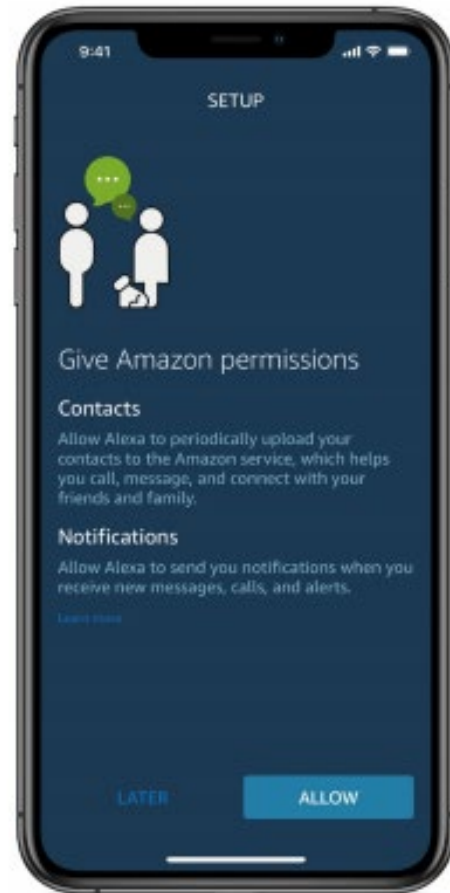 9:41
SETUP
Give Amazon permissions
Contacts
Allow Alexa to periodically upload your
contacts to the Amazon service, which helps
you call, message, and connect with your
friends and family.
Notifications
Allow Alexa to send you notifications when you
receive new messages, calls, and alerts.
Learn more
LATER
ALLOW